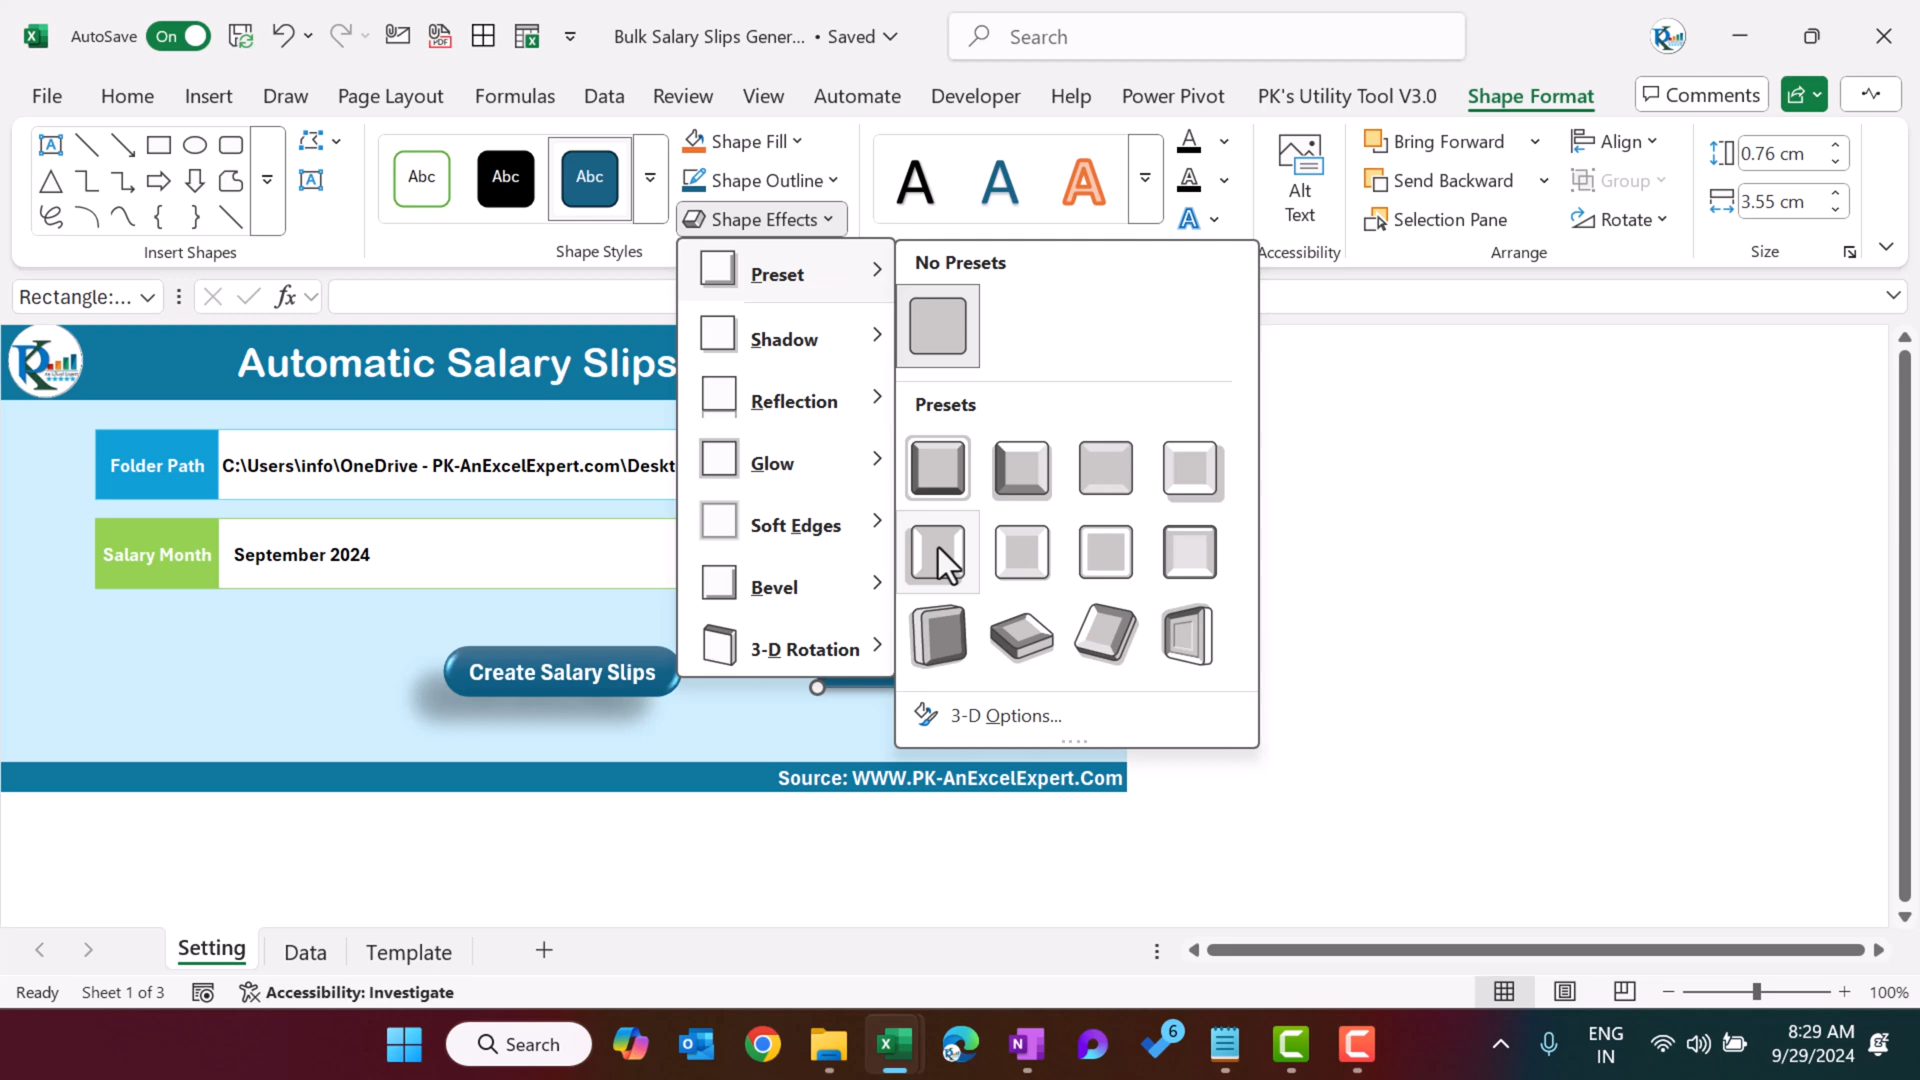 AutoSave On Bulk Salary Slips Gener... • Saved Search
File Home Insert Draw Page Layout Formulas Data Review View Automate Developer Help Power Pivot PK's Utility Tool V3.0 Shape Format Comments
Abc Abc Abc
Shape Fill
Shape Outline
Shape Effects
A A A
Alt
Text
Bring Forward
Send Backward
Selection Pane
Align
Group
Rotate
0.76 cm
3.55 cm
Insert Shapes Shape Styles Accessibility Arrange Size
Rectangle:... fx
Preset
Shadow
Reflection
Glow
Soft Edges
Bevel
3-D Rotation
No Presets
Presets
3-D Options...
Automatic Salary Slips
Folder Path C:\Users\info\OneDrive - PK-AnExcelExpert.com\Deskt
Salary Month September 2024
Create Salary Slips
Source: WWW.PK-AnExcelExpert.Com
Setting Data Template
Ready Sheet 1 of 3 Accessibility: Investigate 100%
Search 6 ENG
IN
8:29 AM
9/29/2024